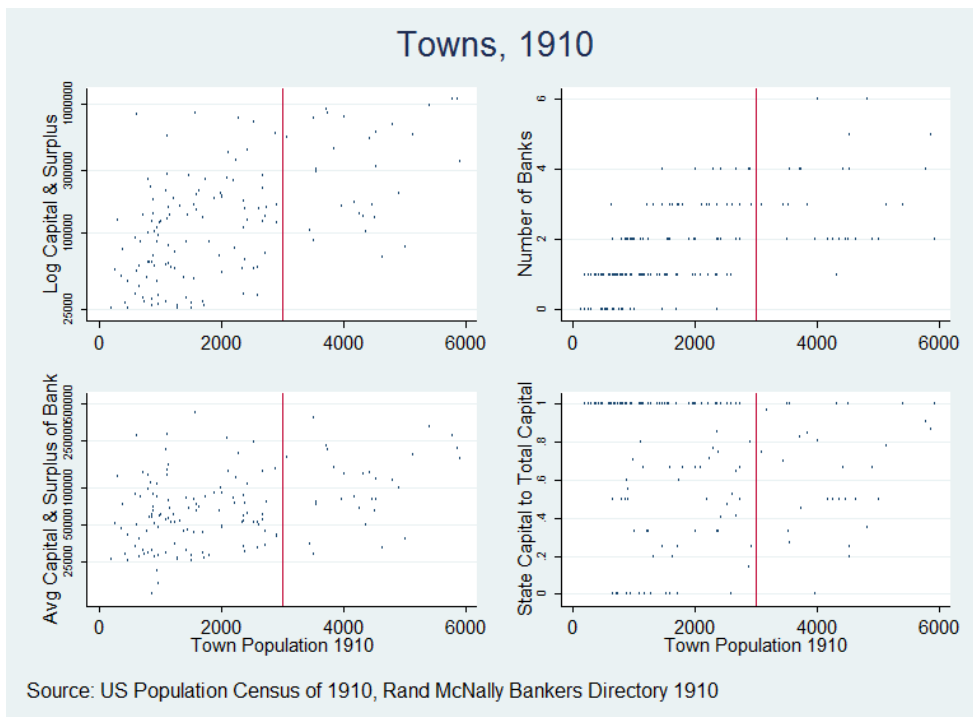 Towns, 1910
Log Capital & Surplus
25000 100000 300000 1000000
0 2000 4000 6000
Number of Banks
0 2 4 6
0 2000 4000 6000
Avg Capital & Surplus of Bank
25000 50000 100000 250000 500000
0 2000 4000 6000
Town Population 1910
State Capital to Total Capital
0 .2 .4 .6 .8 1
0 2000 4000 6000
Town Population 1910
Source: US Population Census of 1910, Rand McNally Bankers Directory 1910